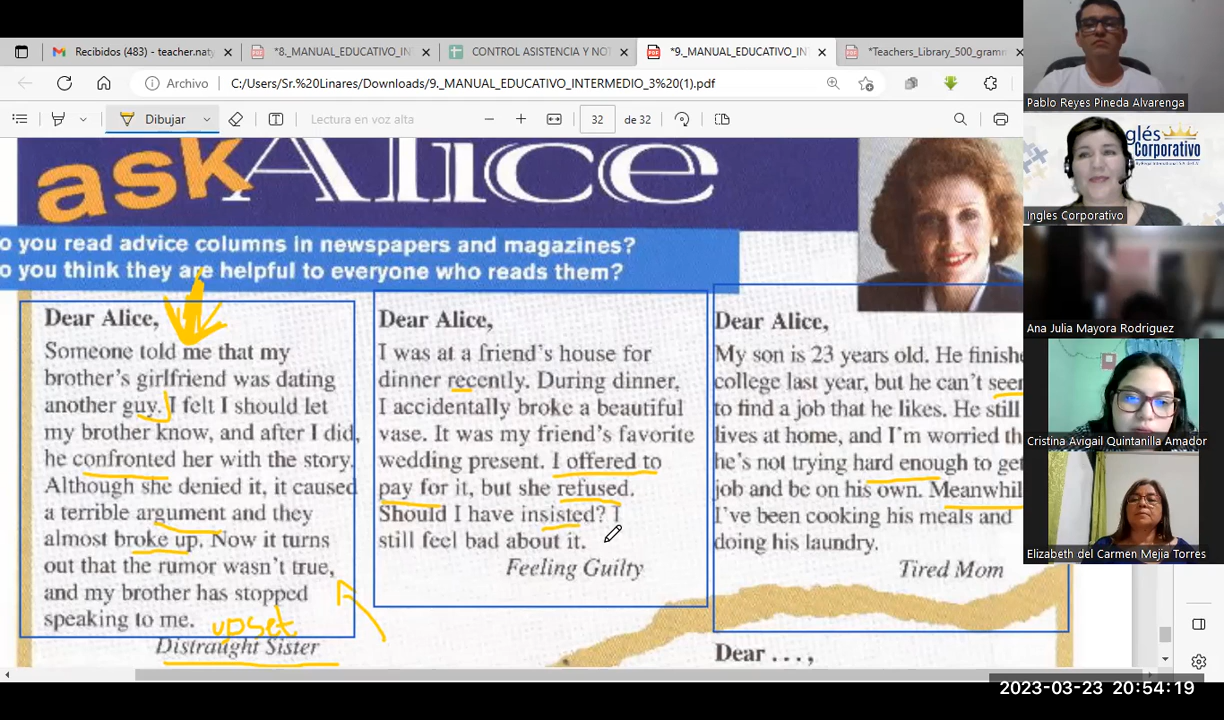 Recibidos (483) - teacher.nat
*8._MANUAL_EDUCATIVO_IN
CONTROL ASISTENCIA Y NOT
*9._MANUAL_EDUCATIVO_IN
*Teachers_Library_500_gramm
Archivo
C:/Users/Sr.%20Linares/Downloads/9._MANUAL_EDUCATIVO_INTERMEDIO_3%20(1).pdf
Dibujar
Lectura en voz alta
32
de 32
ask Alice
o you read advice columns in newspapers and magazines?
o you think they are helpful to everyone who reads them?
Dear Alice,
Someone told me that my
brother's girlfriend was dating
another guy. I felt I should let
my brother know, and after I did,
he confronted her with the story.
Although she denied it, it caused
a terrible argument and they
almost broke up. Now it turns
out that the rumor wasn't true,
and my brother has stopped
speaking to me.
upset
Distraught Sister
Dear Alice,
I was at a friend's house for
dinner recently. During dinner,
I accidentally broke a beautiful
vase. It was my friend's favorite
wedding present. I offered to
pay for it, but she refused.
Should I have insisted? I
still feel bad about it.
Feeling Guilty
Dear Alice,
My son is 23 years old. He finishe
college last year, but he can't seem
to find a job that he likes. He still
lives at home, and I'm worried th
he's not trying hard enough to get
job and be on his own. Meanwhil
I've been cooking his meals and
doing his laundry.
Tired Mom
Dear . . . ,
Pablo Reyes Pineda Alvarenga
glés
Corporativo
Ingles Corporativo
Ana Julia Mayora Rodriguez
Cristina Avigail Quintanilla Amador
Elizabeth del Carmen Mejia Torres
2023-03-23 20:54:19